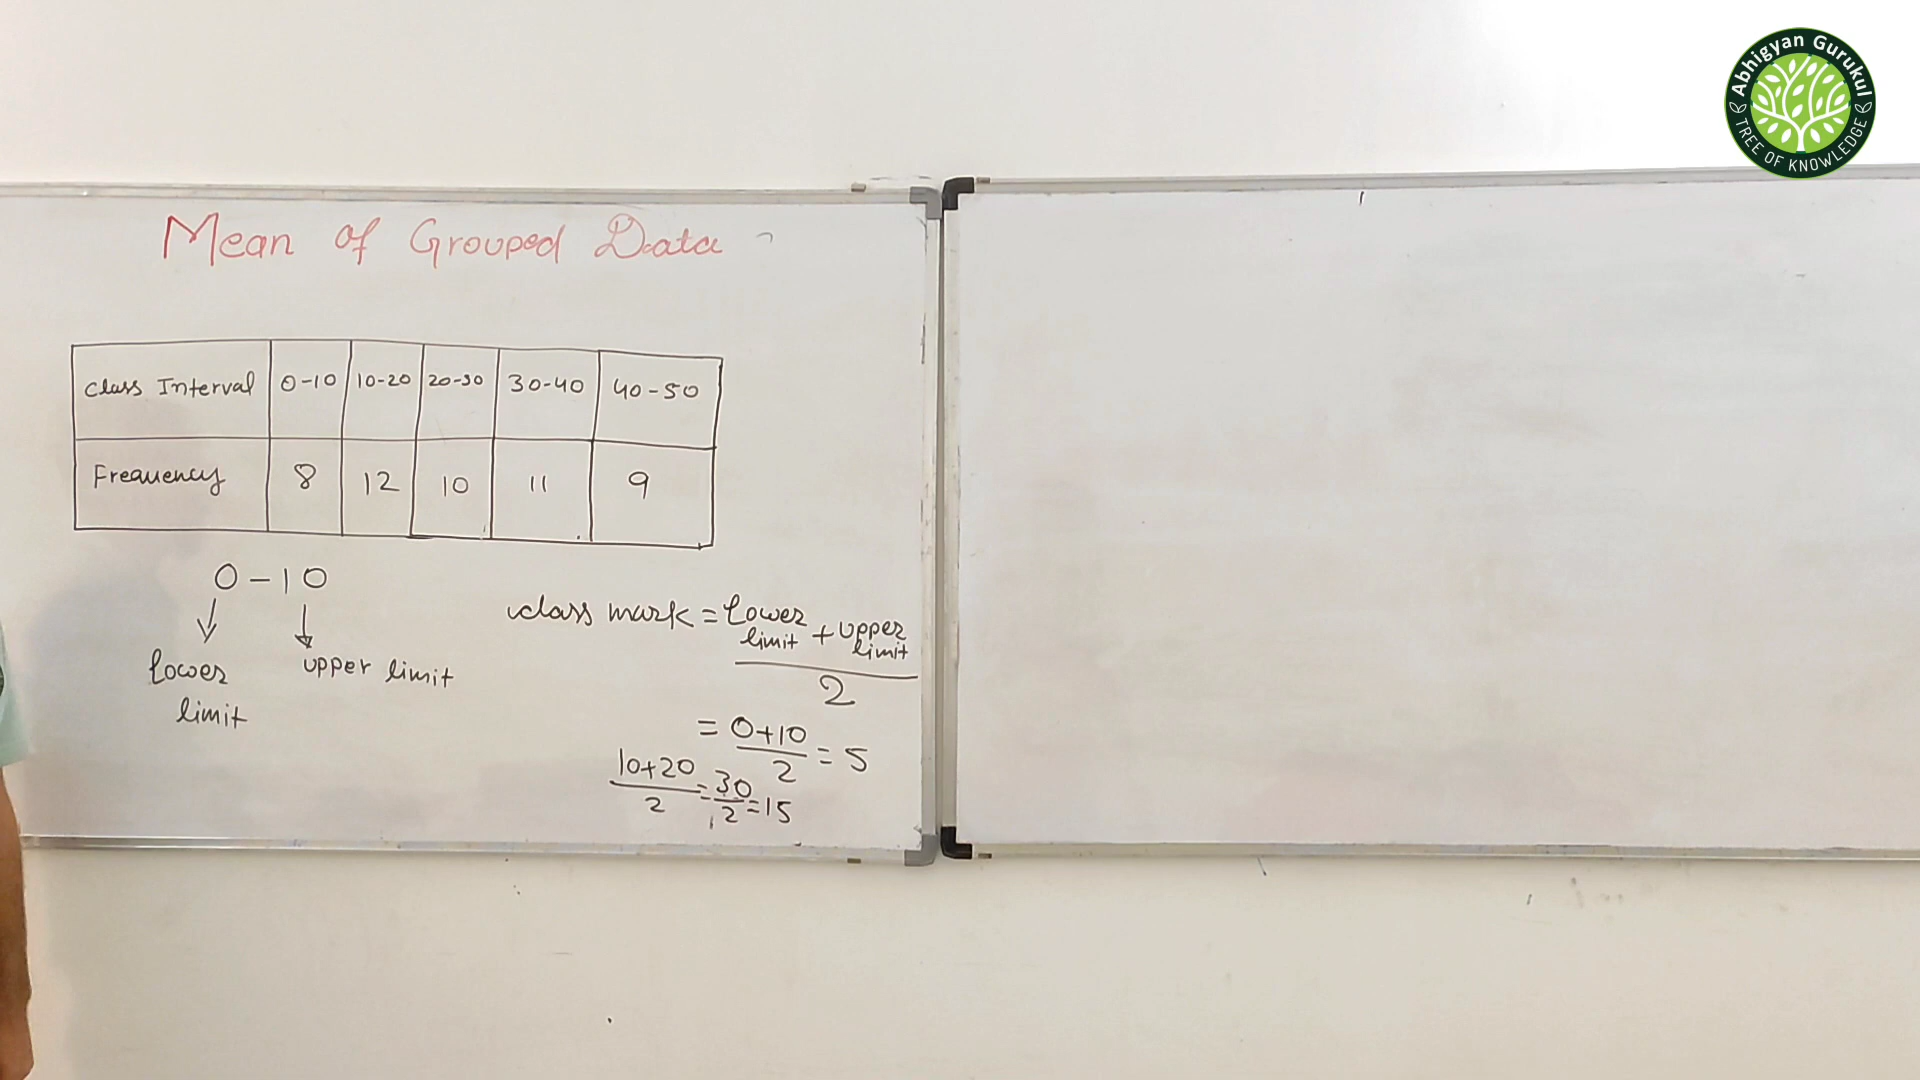 Abhigyan Gurukul
TREE OF KNOWLEDGE
Mean of Grouped Data
Class Interval 0-10 10-20 20-30 30-40 40-50
Frequency 8 12 10 11 9
0-10
lower limit
upper limit
class mark = Lower limit + upper limit
2
= 0+10 / 2 = 5
10+20 / 2 = 30 / 2 = 15